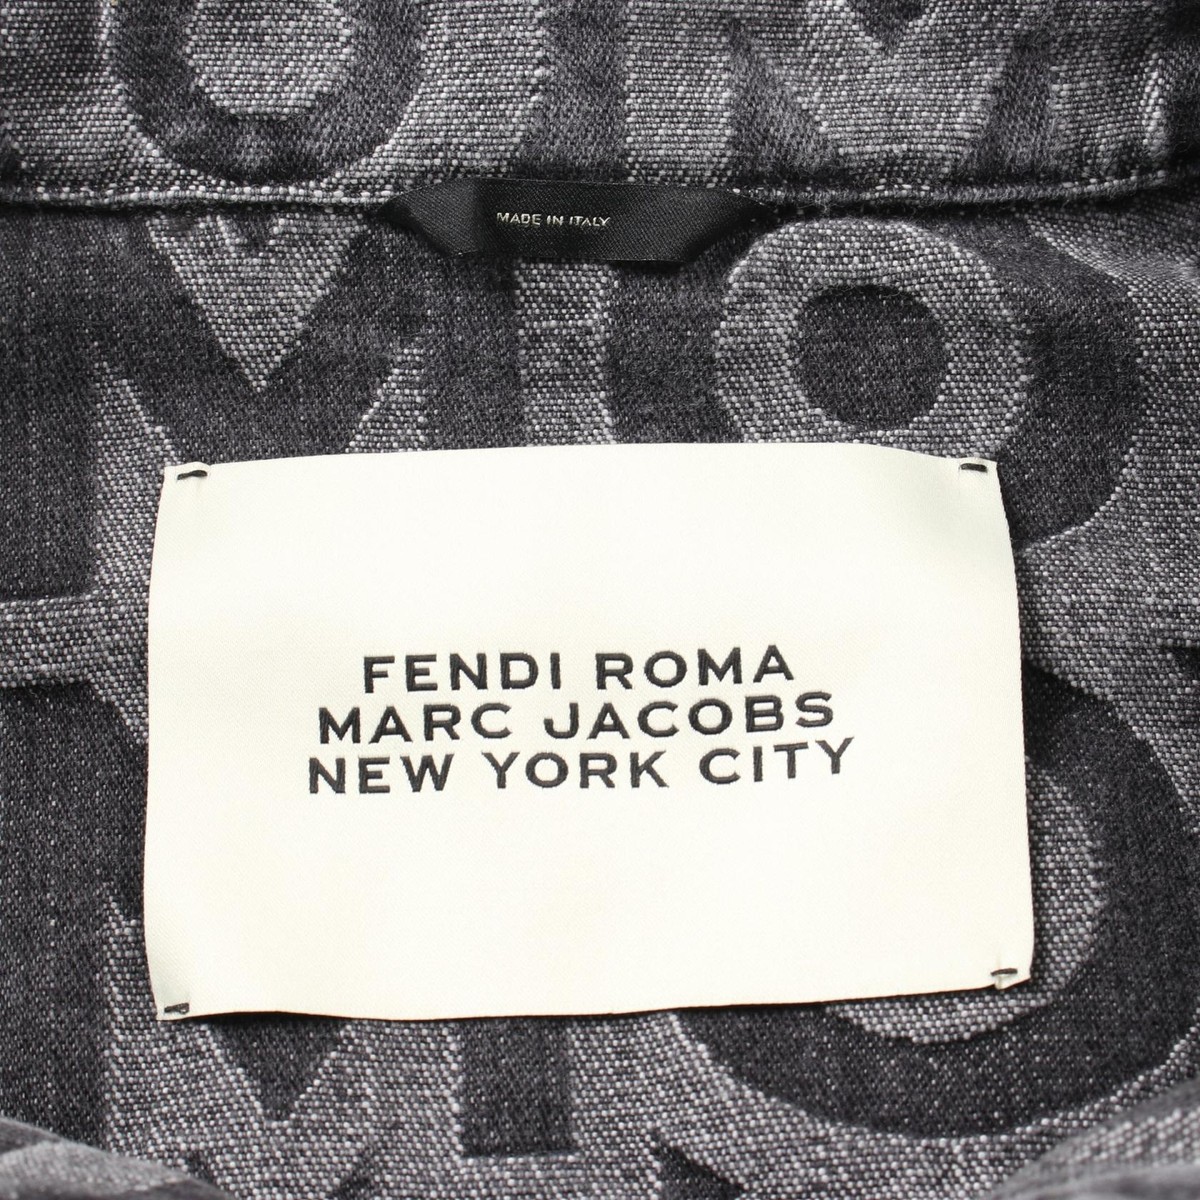 MADE IN ITALY
FENDI ROMA
MARC JACOBS
NEW YORK CITY